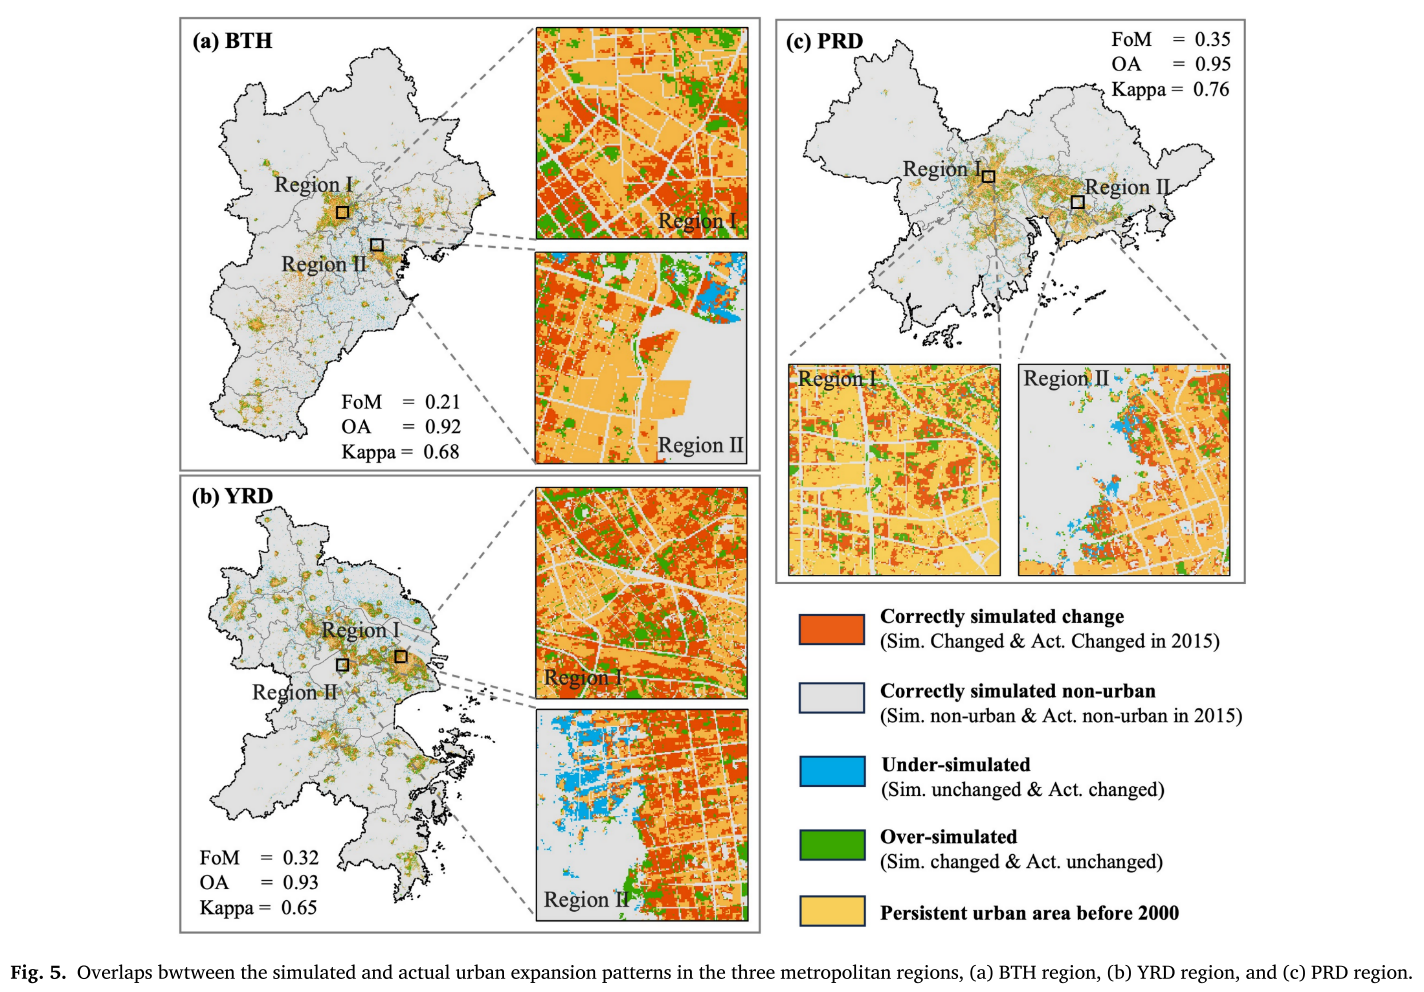 (a) BTH
Region I
Region II
FoM = 0.21
OA = 0.92
Kappa = 0.68
Region I
Region II
(b) YRD
Region I
Region II
FoM = 0.32
OA = 0.93
Kappa = 0.65
Region I
Region II
(c) PRD
FoM = 0.35
OA = 0.95
Kappa = 0.76
Region I
Region II
Region I
Region II
Correctly simulated change
(Sim. Changed & Act. Changed in 2015)
Correctly simulated non-urban
(Sim. non-urban & Act. non-urban in 2015)
Under-simulated
(Sim. unchanged & Act. changed)
Over-simulated
(Sim. changed & Act. unchanged)
Persistent urban area before 2000
Fig. 5. Overlaps bwtween the simulated and actual urban expansion patterns in the three metropolitan regions, (a) BTH region, (b) YRD region, and (c) PRD region.